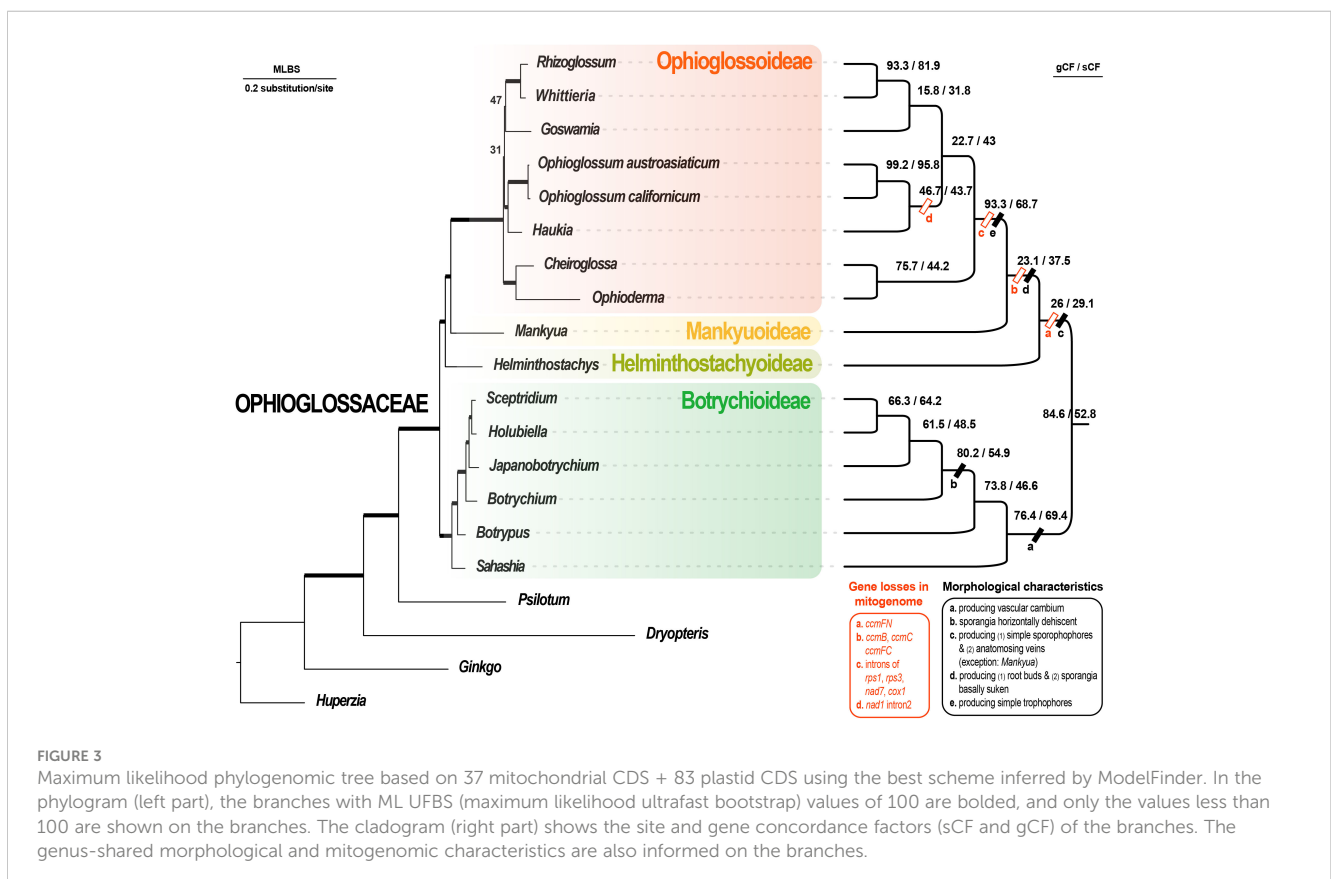 MLBS
0.2 substitution/site
gCF / sCF
Ophioglossoideae
Rhizoglossum
Whittieria
Goswamia
Ophioglossum austroasiaticum
Ophioglossum californicum
Haukia
Cheiroglossa
Ophioderma
47
31
Mankyua
Mankyuoideae
Helminthostachys
Helminthostachyoideae
OPHIOGLOSSACEAE
Botrychioideae
Sceptridium
Holubiella
Japanobotrychium
Botrychium
Botrypus
Sahashia
Psilotum
Dryopteris
Ginkgo
Huperzia
93.3 / 81.9
15.8 / 31.8
22.7 / 43
99.2 / 95.8
46.7 / 43.7
d
93.3 / 68.7
c e
75.7 / 44.2
23.1 / 37.5
b d
26 / 29.1
a c
84.6 / 52.8
66.3 / 64.2
61.5 / 48.5
80.2 / 54.9
b
73.8 / 46.6
76.4 / 69.4
a
Gene losses in
mitogenome
a. ccmFN
b. ccmB, ccmC
ccmFC
c. introns of
rps1, rps3,
nad7, cox1
d. nad1 intron2
Morphological characteristics
a. producing vascular cambium
b. sporangia horizontally dehiscent
c. producing (1) simple sporophophores
& (2) anatomosing veins
(exception: Mankyua)
d. producing (1) root buds & (2) sporangia
basally suken
e. producing simple trophophores
FIGURE 3
Maximum likelihood phylogenomic tree based on 37 mitochondrial CDS + 83 plastid CDS using the best scheme inferred by ModelFinder. In the
phylogram (left part), the branches with ML UFBS (maximum likelihood ultrafast bootstrap) values of 100 are bolded, and only the values less than
100 are shown on the branches. The cladogram (right part) shows the site and gene concordance factors (sCF and gCF) of the branches. The
genus-shared morphological and mitogenomic characteristics are also informed on the branches.